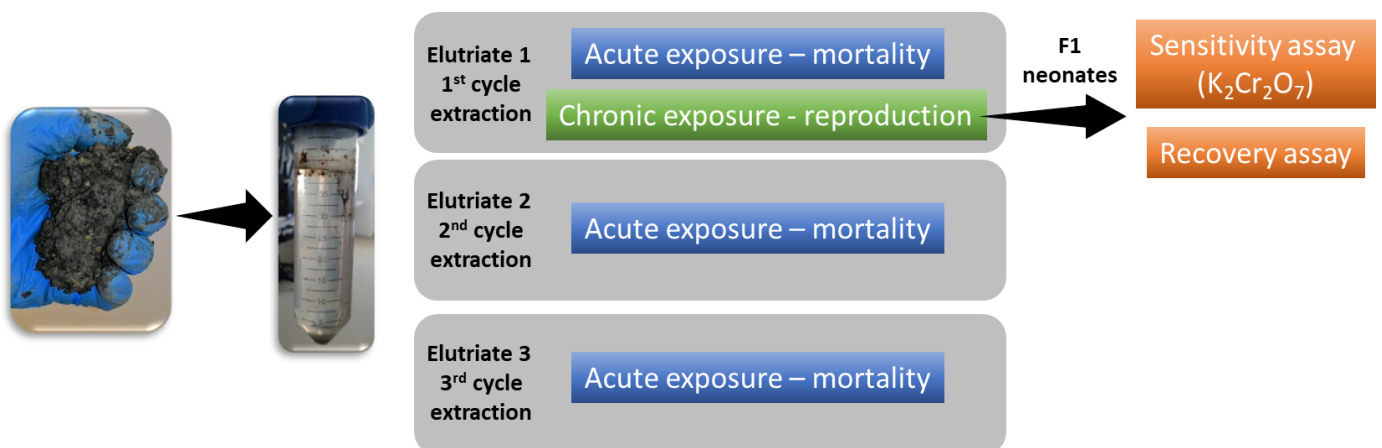 Elutriate 1
1st cycle
extraction
Acute exposure – mortality
Chronic exposure - reproduction
F1
neonates
Sensitivity assay
(K2Cr2O7)
Recovery assay
Elutriate 2
2nd cycle
extraction
Acute exposure – mortality
Elutriate 3
3rd cycle
extraction
Acute exposure – mortality